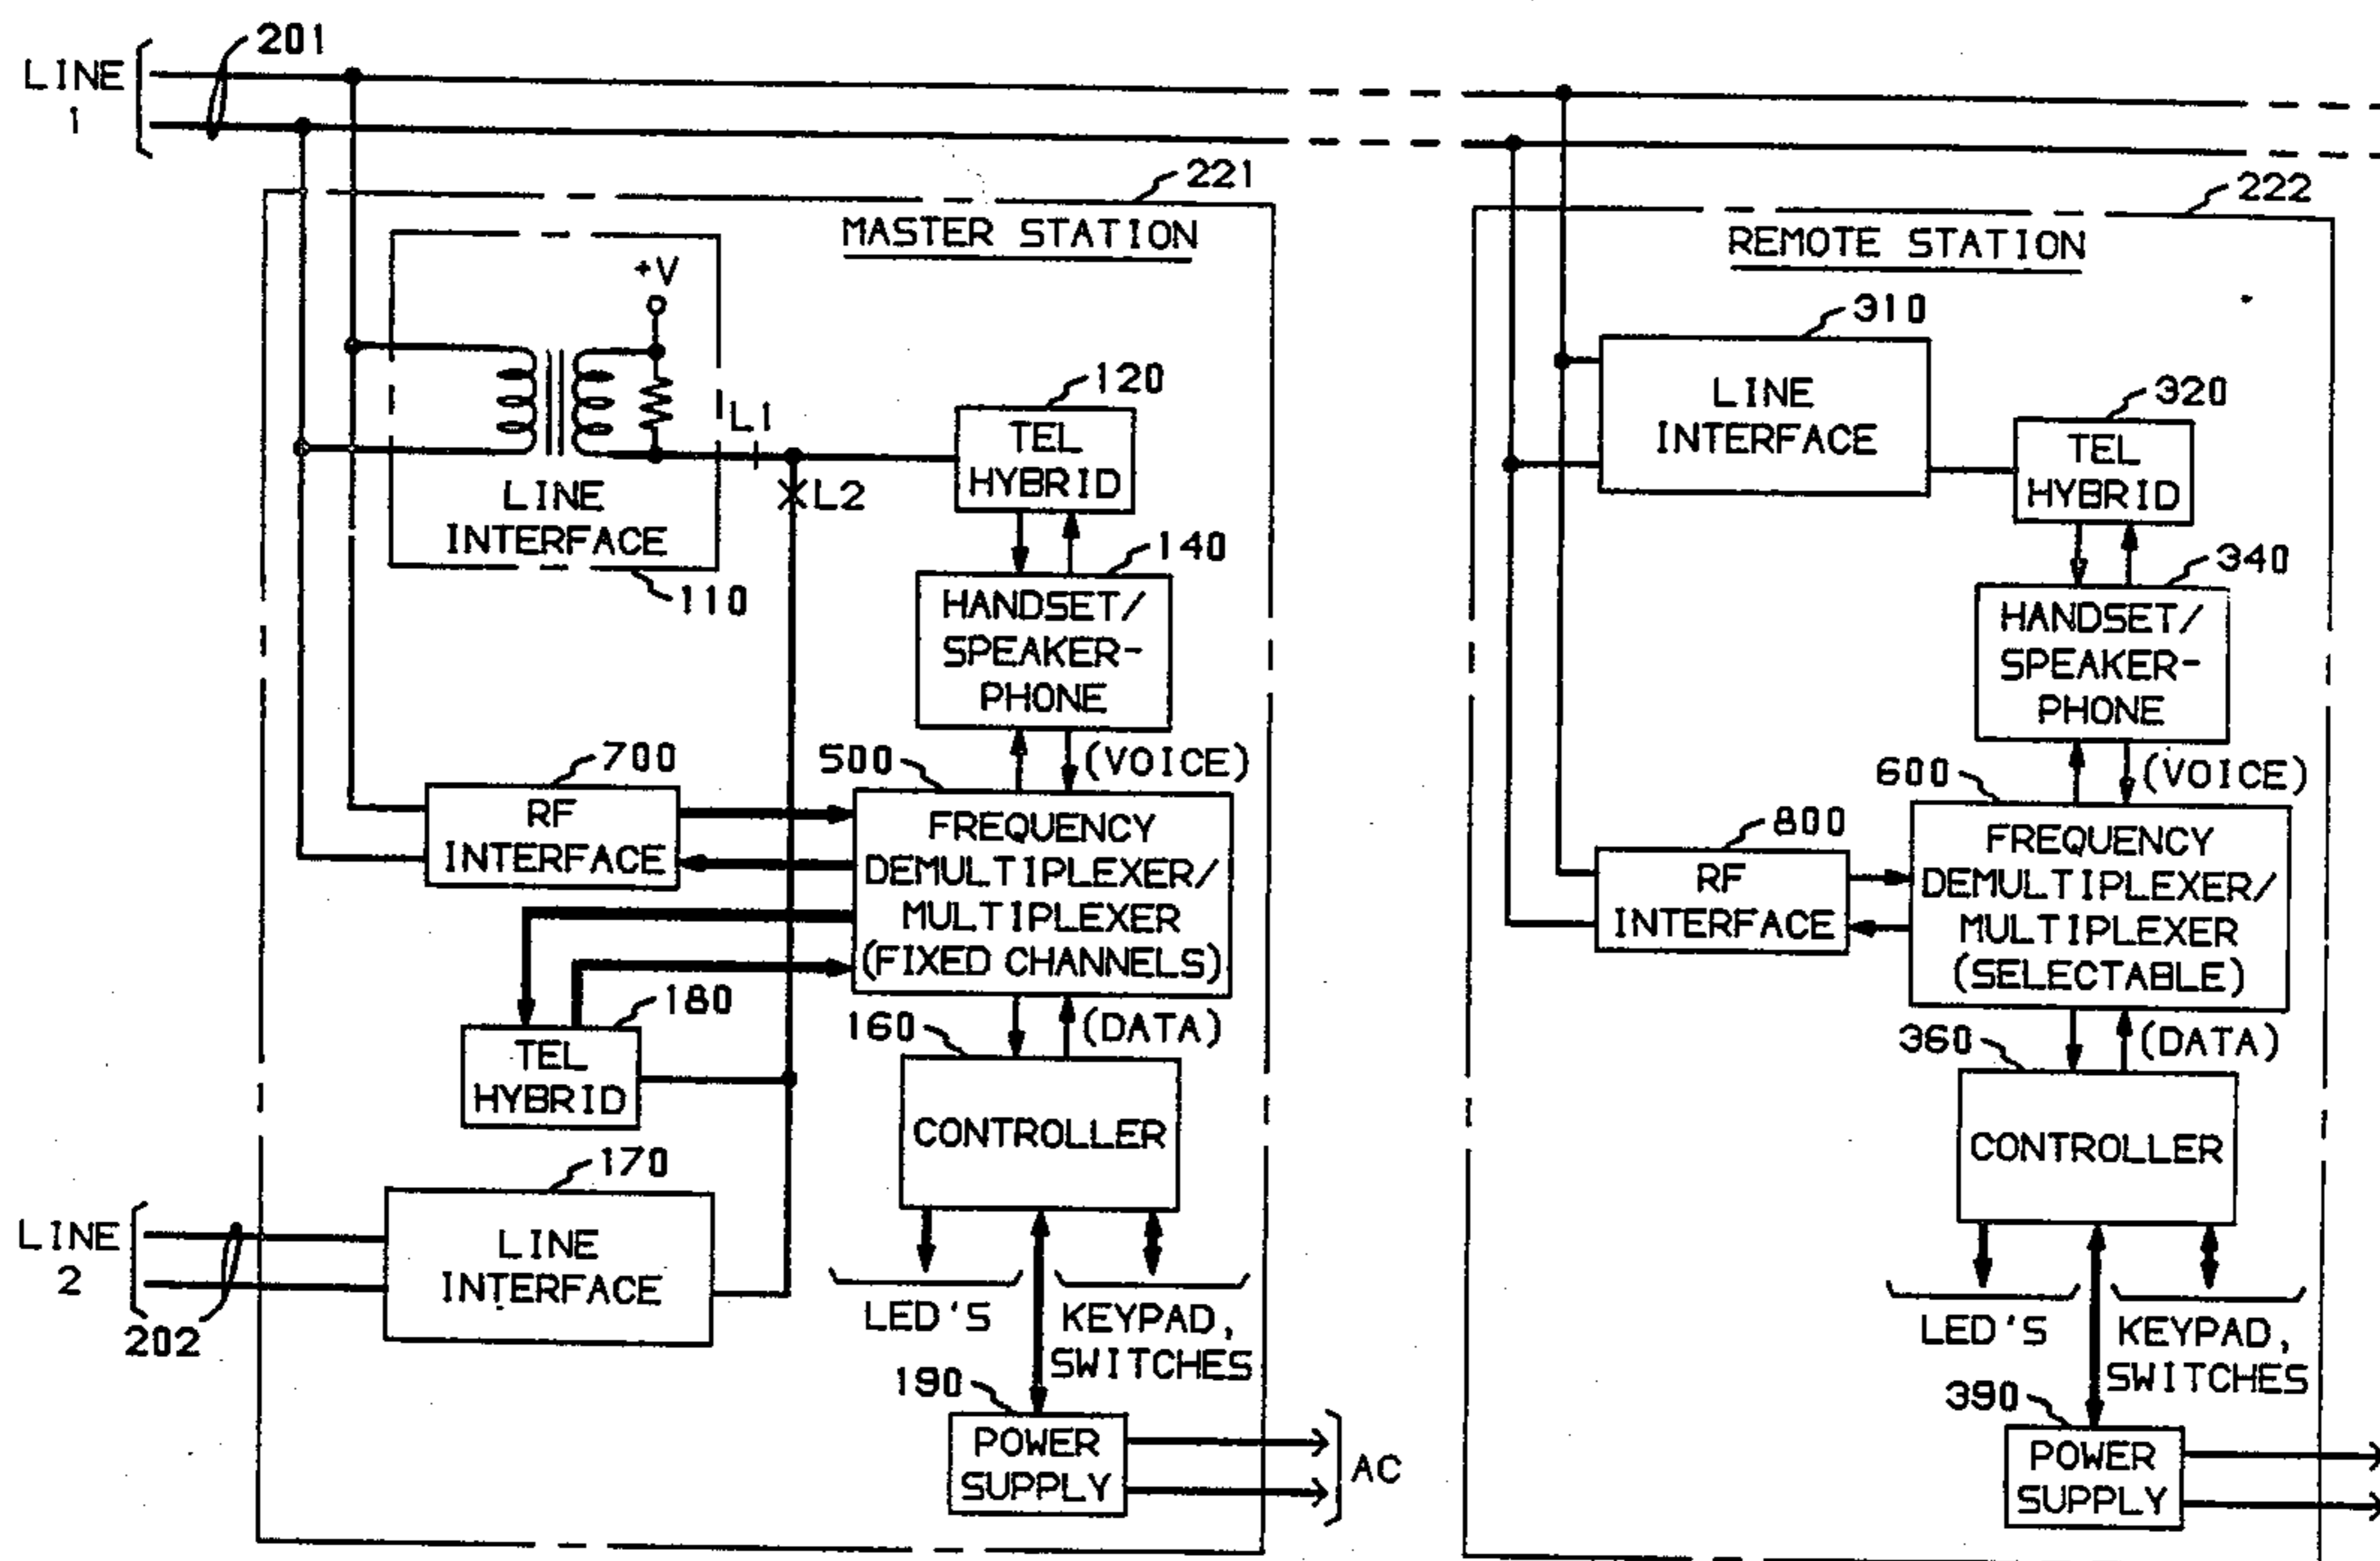 201
LINE
1
221
MASTER STATION
222
REMOTE STATION
+V
310
LINE
INTERFACE
L1
L2
120
TEL
HYBRID
320
TEL
HYBRID
LINE
INTERFACE
110
140
HANDSET/
SPEAKER-
PHONE
340
HANDSET/
SPEAKER-
PHONE
700
RF
INTERFACE
500
(VOICE)
FREQUENCY
DEMULTIPLEXER/
MULTIPLEXER
(FIXED CHANNELS)
800
RF
INTERFACE
600
(VOICE)
FREQUENCY
DEMULTIPLEXER/
MULTIPLEXER
(SELECTABLE)
180
TEL
HYBRID
160
(DATA)
CONTROLLER
360
(DATA)
CONTROLLER
170
LINE
INTERFACE
LINE
2
202
LED'S
KEYPAD,
SWITCHES
LED'S
KEYPAD,
SWITCHES
190
POWER
SUPPLY
AC
390
POWER
SUPPLY